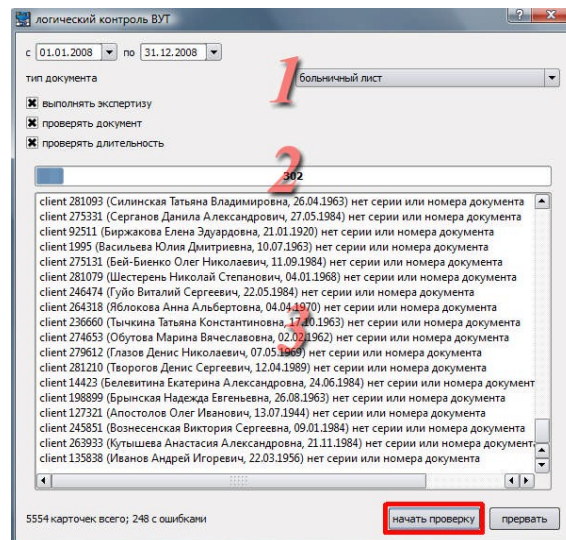 логический контроль ВУТ
с 01.01.2008 по 31.12.2008
тип документа больничный лист
1
выполнять экспертизу
проверять документ
проверять длительность
2
302
client 281093 (Силинская Татьяна Владимировна, 26.04.1963) нет серии или номера документа
client 275331 (Серганов Данила Александрович, 27.05.1984) нет серии или номера документа
client 92511 (Биржакова Елена Эдуардовна, 21.01.1920) нет серии или номера документа
client 1995 (Васильева Юлия Дмитриевна, 10.07.1963) нет серии или номера документа
client 275131 (Бей-Биенко Олег Николаевич, 11.09.1984) нет серии или номера документа
client 281079 (Шестерень Николай Степанович, 04.01.1968) нет серии или номера документа
client 246474 (Гуйо Виталий Сергеевич, 22.05.1984) нет серии или номера документа
client 264318 (Яблокова Анна Альбертовна, 04.04.1970) нет серии или номера документа
client 236660 (Тычкина Татьяна Константиновна, 17.10.1963) нет серии или номера документа
client 274653 (Обутова Марина Вячеславовна, 02.02.1962) нет серии или номера документа
3
client 279612 (Глазов Денис Николаевич, 07.05.1969) нет серии или номера документа
client 281210 (Творогов Денис Сергеевич, 12.04.1989) нет серии или номера документа
client 14423 (Белевитина Екатерина Александровна, 24.06.1984) нет серии или номера документ
client 198899 (Брынская Надежда Евгеньевна, 26.08.1963) нет серии или номера документа
client 127321 (Апостолов Олег Иванович, 13.07.1944) нет серии или номера документа
client 245851 (Вознесенская Виктория Сергеевна, 09.01.1984) нет серии или номера документа
client 263933 (Кутышева Анастасия Александровна, 21.11.1984) нет серии или номера документа
client 135838 (Иванов Андрей Игоревич, 22.03.1956) нет серии или номера документа
5554 карточек всего; 248 с ошибками начать проверку прервать